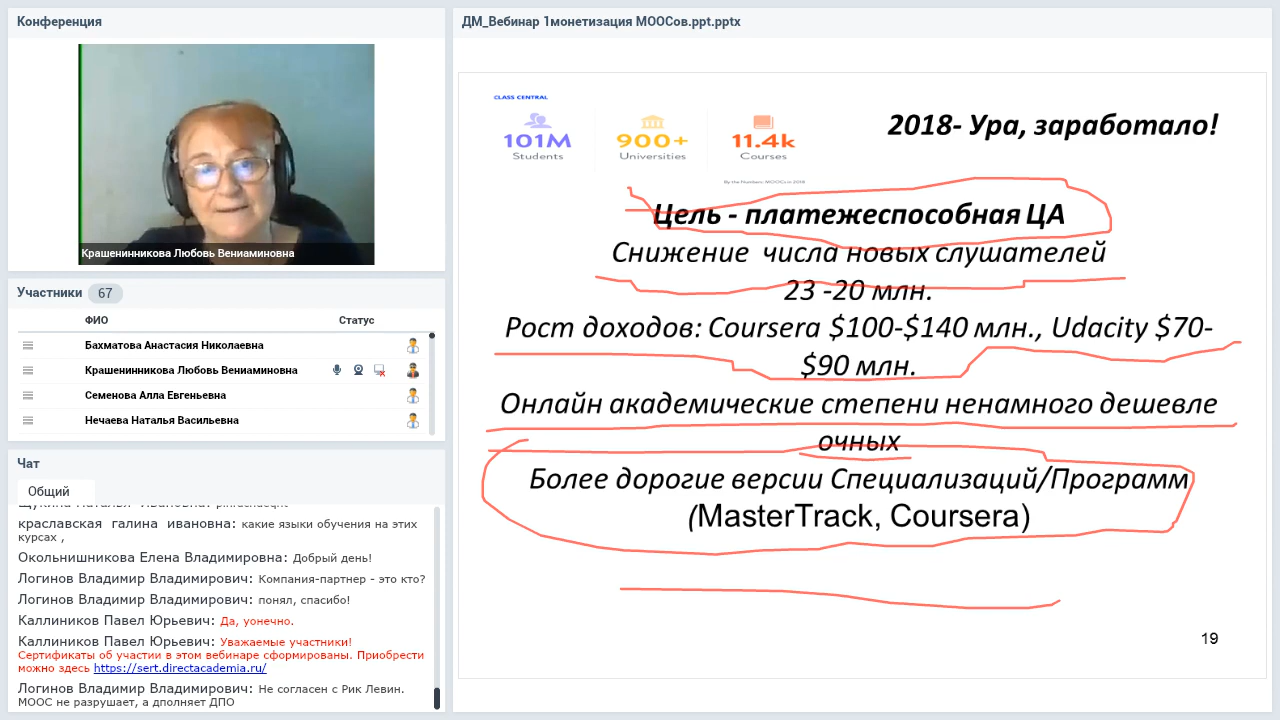 Конференция
Крашенинникова Любовь Вениаминовна
Участники 67
ФИО Статус
Бахматова Анастасия Николаевна
Крашенинникова Любовь Вениаминовна
Семенова Алла Евгеньевна
Нечаева Наталья Васильевна
Чат
Общий
краславская галина ивановна: какие языки обучения на этих
курсах ,
Окольнишникова Елена Владимировна: Добрый день!
Логинов Владимир Владимирович: Компания-партнер - это кто?
Логинов Владимир Владимирович: понял, спасибо!
Каллиников Павел Юрьевич: Да, уонечно.
Каллиников Павел Юрьевич: Уважаемые участники!
Сертификаты об участии в этом вебинаре сформированы. Приобрести
можно здесь https://sert.directacademia.ru/
Логинов Владимир Владимирович: Не согласен с Рик Левин.
МООС не разрушает, а дполняет ДПО
ДМ_Вебинар 1монетизация МООСов.ppt.pptx
CLASS CENTRAL
101M 900+ 11.4k
Students Universities Courses
By the Numbers: MOOCs in 2018
2018- Ура, заработало!
Цель - платежеспособная ЦА
Снижение числа новых слушателей
23 -20 млн.
Рост доходов: Coursera $100-$140 млн., Udacity $70-
$90 млн.
Онлайн академические степени ненамного дешевле
очных
Более дорогие версии Специализаций/Программ
(MasterTrack, Coursera)
19